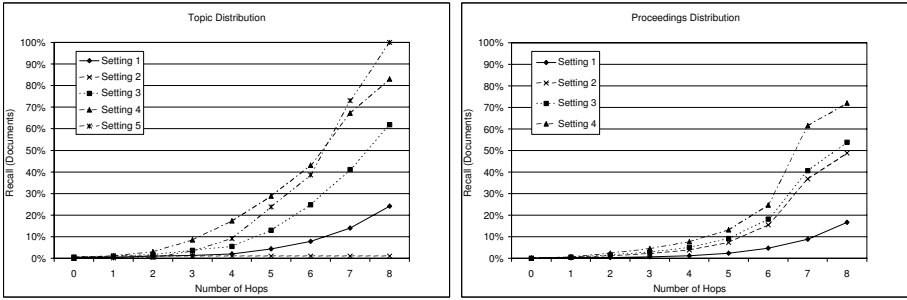 Topic Distribution
100%
90%
80%
70%
60%
50%
40%
30%
20%
10%
0%
Recall (Documents)
Setting 1
Setting 2
Setting 3
Setting 4
Setting 5
0 1 2 3 4 5 6 7 8
Number of Hops
Proceedings Distribution
100%
90%
80%
70%
60%
50%
40%
30%
20%
10%
0%
Recall (Documents)
Setting 1
Setting 2
Setting 3
Setting 4
0 1 2 3 4 5 6 7 8
Number of Hops